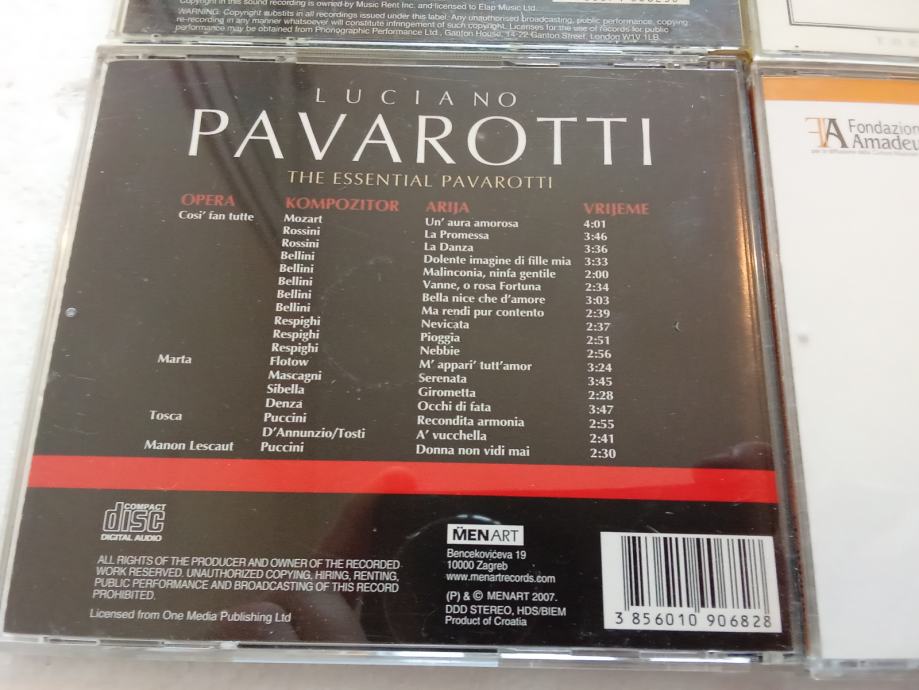 Copyright in this sound recording is owned by Music Rent Inc. and licensed to Elap Music Ltd.
WARNING: Copyright subsists in all recordings issued under this label. Any unauthorised broadcasting, public performance, copying
re-recording in any manner whatsoever will constitute infringement of such copyright. Licenses for the use of records for public
performance may be obtained from Phonographic Performance Ltd., Ganton House, 14-22 Ganton Street, London W1V 1LB
LUCIANO
PAVAROTTI
THE ESSENTIAL PAVAROTTI
OPERA KOMPOZITOR ARIJA VRIJEME
Cosi' fan tutte Mozart Un' aura amorosa 4:01
Rossini La Promessa 3:46
Rossini La Danza 3:36
Bellini Dolente imagine di fille mia 3:33
Bellini Malinconia, ninfa gentile 2:00
Bellini Vanne, o rosa Fortuna 2:34
Bellini Bella nice che d'amore 3:03
Bellini Ma rendi pur contento 2:39
Respighi Nevicata 2:37
Respighi Pioggia 2:51
Respighi Nebbie 2:56
Marta Flotow M' appari' tutt'amor 3:24
Mascagni Serenata 3:45
Sibella Girometta 2:28
Denza Occhi di fata 3:47
Tosca Puccini Recondita armonia 2:55
D'Annunzio/Tosti A' vucchella 2:41
Manon Lescaut Puccini Donna non vidi mai 2:30
COMPACT
disc
DIGITAL AUDIO
ALL RIGHTS OF THE PRODUCER AND OWNER OF THE RECORDED
WORK RESERVED. UNAUTHORIZED COPYING, HIRING, RENTING,
PUBLIC PERFORMANCE AND BROADCASTING OF THIS RECORD
PROHIBITED.
Licensed from One Media Publishing Ltd
MENART
Bencekovićeva 19
10000 Zagreb
www.menartrecords.com
(P) & © MENART 2007.
DDD STEREO, HDS/BIEM
Product of Croatia
3 856010 906828
FA Fondazion
Amadeu